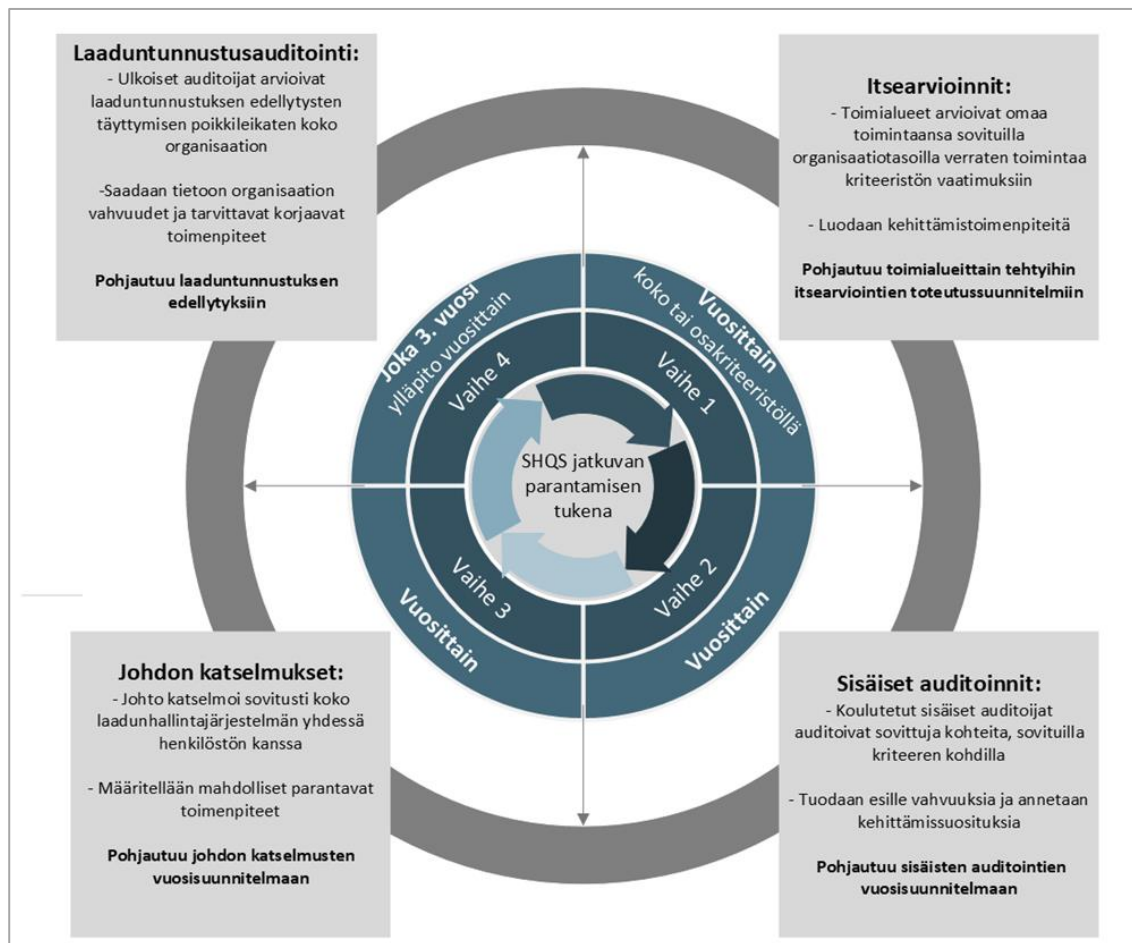 Laaduntunnustusauditointi:
- Ulkoiset auditoijat arvioivat
laaduntunnustuksen edellytysten
täyttymisen poikkileikaten koko
organisaation
-Saadaan tietoon organisaation
vahvuudet ja tarvittavat korjaavat
toimenpiteet
Pohjautuu laaduntunnustuksen
edellytyksiin
Itsearvioinnit:
- Toimialueet arvioivat omaa
toimintaansa sovituilla
organisaatiotasoilla verraten toimintaa
kriteeristön vaatimuksiin
- Luodaan kehittämistoimenpiteitä
Pohjautuu toimialueittain tehtyihin
itsearviointien toteutussuunnitelmiin
Joka 3. vuosi
ylläpito vuosittain
Vaihe 4
Vuosittain
koko tai osakriteeristöllä
Vaihe 1
SHQS jatkuvan
parantamisen
tukena
Vaihe 3
Vuosittain
Vaihe 2
Vuosittain
Johdon katselmukset:
- Johto katselmoi sovitusti koko
laadunhallintajärjestelmän yhdessä
henkilöstön kanssa
- Määritellään mahdolliset parantavat
toimenpiteet
Pohjautuu johdon katselmusten
vuosisuunnitelmaan
Sisäiset auditoinnit:
- Koulutetut sisäiset auditoijat
auditoivat sovittuja kohteita, sovituilla
kriteeren kohdilla
- Tuodaan esille vahvuuksia ja annetaan
kehittämissuosituksia
Pohjautuu sisäisten auditointien
vuosisuunnitelmaan